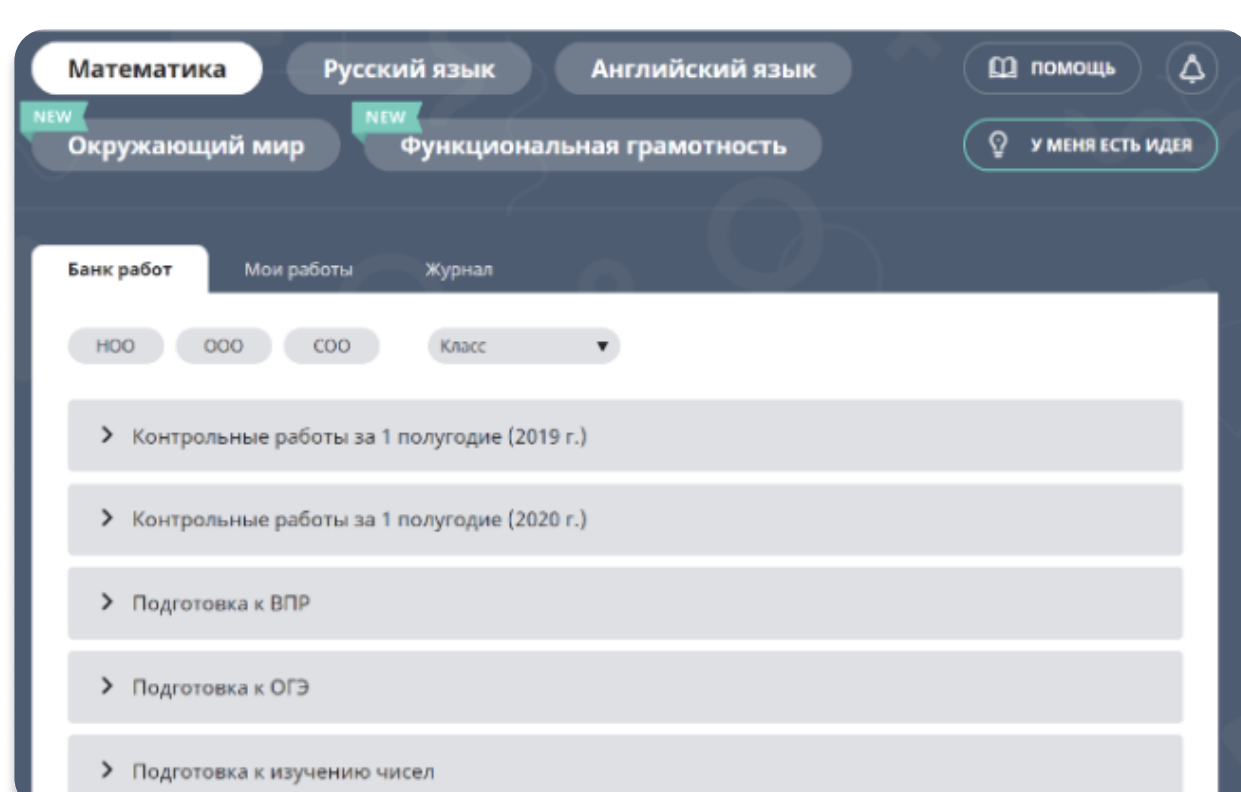 Математика Русский язык Английский язык ПОМОЩЬ
NEW NEW
Окружающий мир Функциональная грамотность У МЕНЯ ЕСТЬ ИДЕЯ
Банк работ Мои работы Журнал
НОО ООО СОО Класс
Контрольные работы за 1 полугодие (2019 г.)
Контрольные работы за 1 полугодие (2020 г.)
Подготовка к ВПР
Подготовка к ОГЭ
Подготовка к изучению чисел